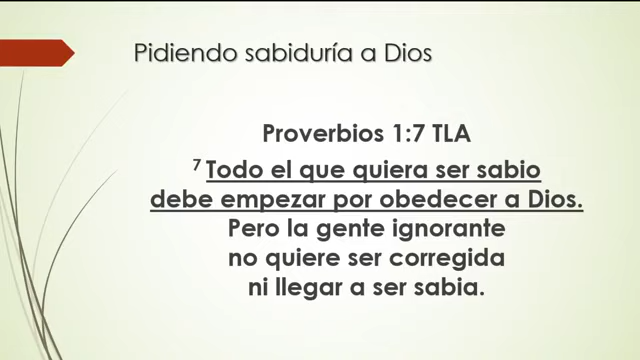 Pidiendo sabiduría a Dios
Proverbios 1:7 TLA
7 Todo el que quiera ser sabio
debe empezar por obedecer a Dios.
Pero la gente ignorante
no quiere ser corregida
ni llegar a ser sabia.